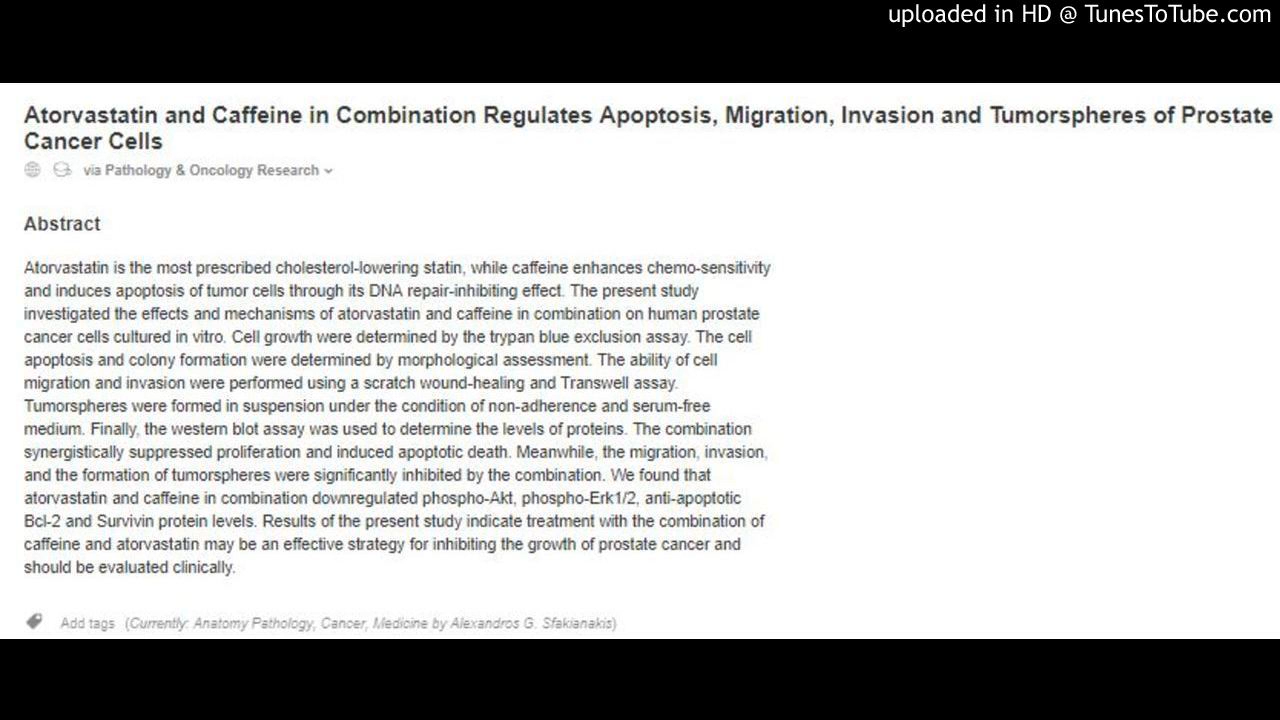 uploaded in HD @ TunesToTube.com
Atorvastatin and Caffeine in Combination Regulates Apoptosis, Migration, Invasion and Tumorspheres of Prostate
Cancer Cells
via Pathology & Oncology Research
Abstract
Atorvastatin is the most prescribed cholesterol-lowering statin, while caffeine enhances chemo-sensitivity
and induces apoptosis of tumor cells through its DNA repair-inhibiting effect. The present study
investigated the effects and mechanisms of atorvastatin and caffeine in combination on human prostate
cancer cells cultured in vitro. Cell growth were determined by the trypan blue exclusion assay. The cell
apoptosis and colony formation were determined by morphological assessment. The ability of cell
migration and invasion were performed using a scratch wound-healing and Transwell assay.
Tumorspheres were formed in suspension under the condition of non-adherence and serum-free
medium. Finally, the western blot assay was used to determine the levels of proteins. The combination
synergistically suppressed proliferation and induced apoptotic death. Meanwhile, the migration, invasion,
and the formation of tumorspheres were significantly inhibited by the combination. We found that
atorvastatin and caffeine in combination downregulated phospho-Akt, phospho-Erk1/2, anti-apoptotic
Bcl-2 and Survivin protein levels. Results of the present study indicate treatment with the combination of
caffeine and atorvastatin may be an effective strategy for inhibiting the growth of prostate cancer and
should be evaluated clinically.
Add tags (Currently: Anatomy Pathology, Cancer, Medicine by Alexandros G. Sfakianakis)